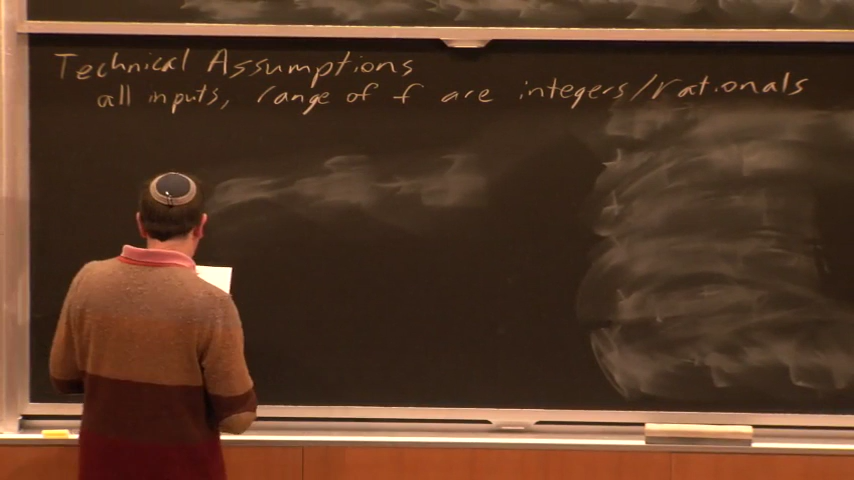 Technical Assumptions
all inputs, range of f are integers/rationals